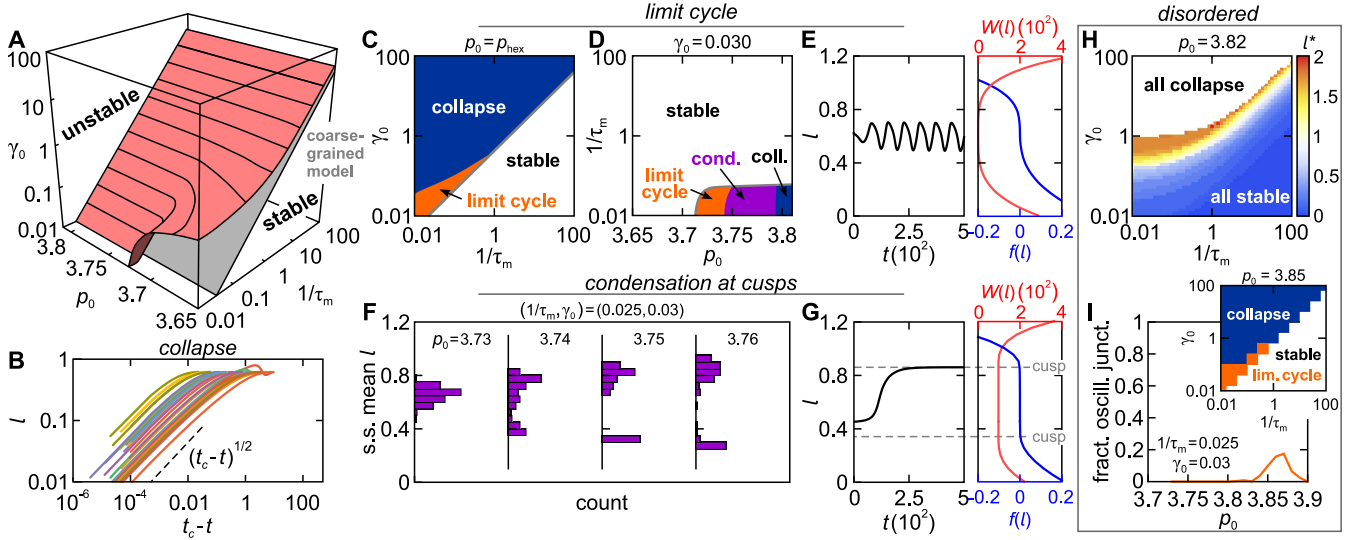 limit cycle
disordered
A
100
10
1
0.1
0.01
γ₀
unstable
coarse-
grained
model
stable
3.8
3.75
3.7
3.65
p₀
0.01
0.1
1
10
100
1/τₘ
B
collapse
1
0.1
0.01
l
(t_c-t)^{1/2}
10⁻⁶
10⁻⁴
0.01
1
100
t_c-t
C
p₀=p_hex
100
1
0.01
γ₀
collapse
stable
limit cycle
0.01
1
100
1/τₘ
D
γ₀=0.030
100
1
0.01
1/τₘ
stable
cond.
coll.
limit
cycle
3.65
3.7
3.75
3.8
p₀
E
W(l) (10²)
0 2 4
1.2
0.8
0.4
0
l
0 2.5 5
t (10²)
-0.2 0 0.2
f(l)
condensation at cusps
(1/τₘ, γ₀)=(0.025,0.03)
F
1.2
0.8
0.4
0
s.s. mean l
p₀=3.73
3.74
3.75
3.76
count
G
W(l) (10²)
0 2 4
1.2
0.8
0.4
0
l
cusp
cusp
0 2.5 5
t (10²)
-0.2 0 0.2
f(l)
H
p₀=3.82
l*
100
1
0.01
γ₀
all collapse
all stable
0.01
1
100
1/τₘ
2
1.5
1
0.5
0
I
p₀=3.85
100
1
0.01
γ₀
collapse
stable
lim. cycle
0.01 1 100
1/τₘ
1
0.8
0.6
0.4
0.2
0
fract. oscill. junct.
1/τₘ=0.025
γ₀=0.03
3.7
3.75
3.8
3.85
3.9
p₀